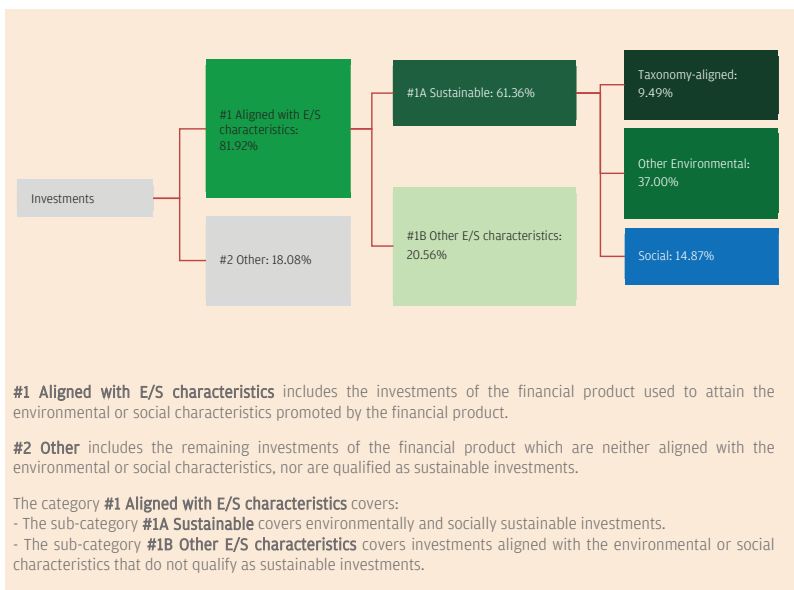 Investments
#1 Aligned with E/S
characteristics:
81.92%
#2 Other: 18.08%
#1A Sustainable: 61.36%
#1B Other E/S characteristics:
20.56%
Taxonomy-aligned:
9.49%
Other Environmental:
37.00%
Social: 14.87%
#1 Aligned with E/S characteristics includes the investments of the financial product used to attain the
environmental or social characteristics promoted by the financial product.
#2 Other includes the remaining investments of the financial product which are neither aligned with the
environmental or social characteristics, nor are qualified as sustainable investments.
The category #1 Aligned with E/S characteristics covers:
- The sub-category #1A Sustainable covers environmentally and socially sustainable investments.
- The sub-category #1B Other E/S characteristics covers investments aligned with the environmental or social
characteristics that do not qualify as sustainable investments.